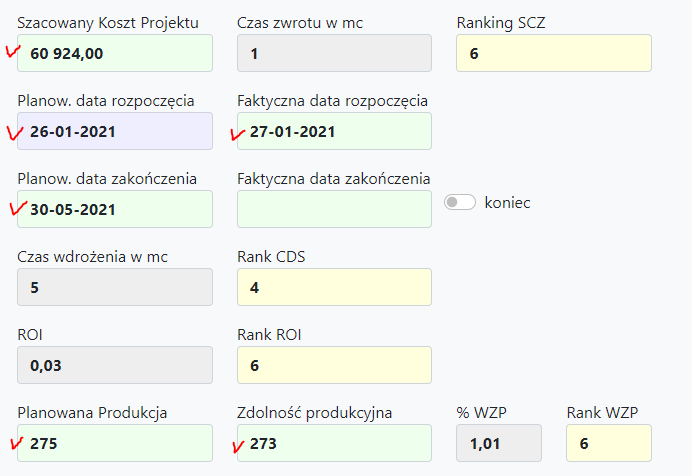 Szacowany Koszt Projektu Czas zwrotu w mc Ranking SCZ
60 924,00 1 6
Planow. data rozpoczęcia Faktyczna data rozpoczęcia
26-01-2021 27-01-2021
Planow. data zakończenia Faktyczna data zakończenia
30-05-2021 koniec
Czas wdrożenia w mc Rank CDS
5 4
ROI Rank ROI
0,03 6
Planowana Produkcja Zdolność produkcyjna % WZP Rank WZP
275 273 1,01 6